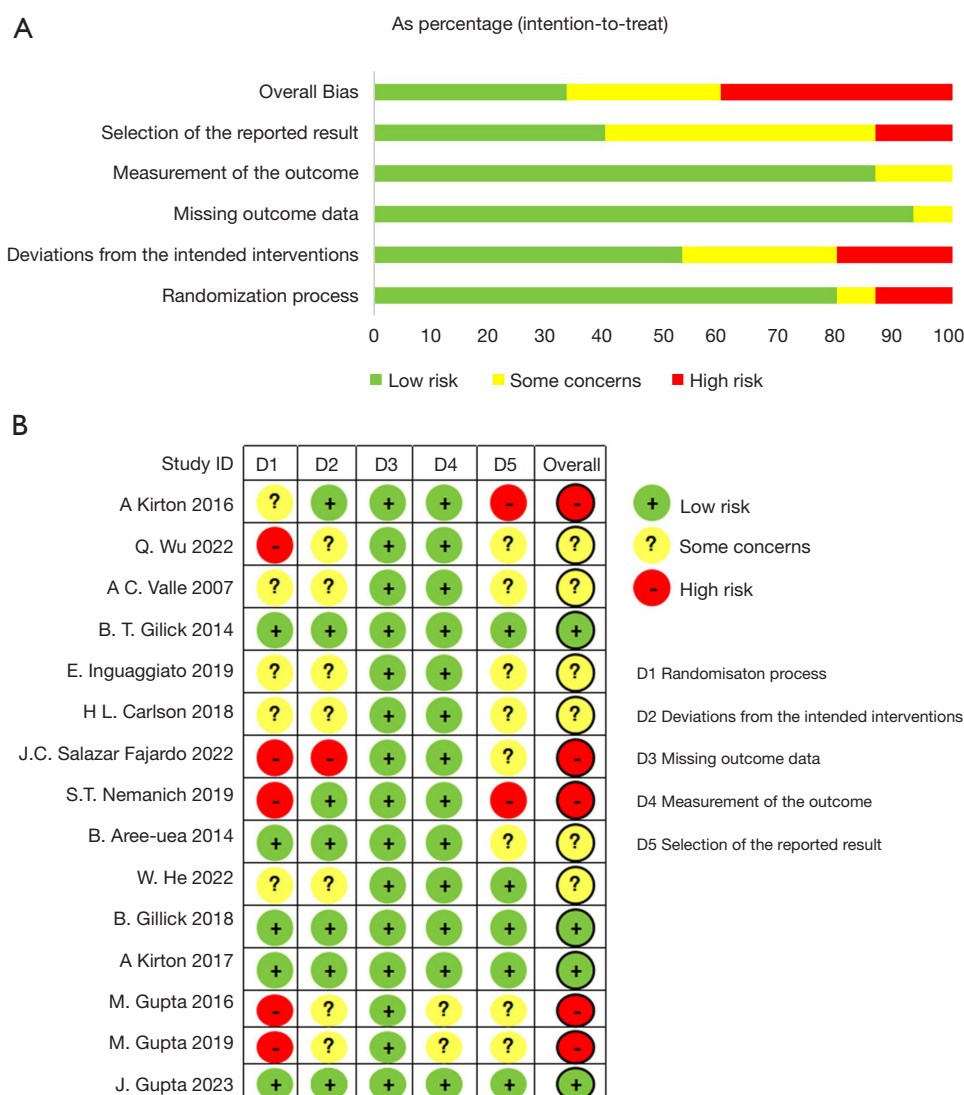 A
As percentage (intention-to-treat)
Overall Bias
Selection of the reported result
Measurement of the outcome
Missing outcome data
Deviations from the intended interventions
Randomization process
0 10 20 30 40 50 60 70 80 90 100
Low risk Some concerns High risk
B
Study ID D1 D2 D3 D4 D5 Overall
A Kirton 2016 ? + + + - -
Q. Wu 2022 - ? + + ? ?
A C. Valle 2007 ? ? + + ? ?
B. T. Gilick 2014 + + + + + +
E. Inguaggiato 2019 ? ? + + ? ?
H L. Carlson 2018 ? ? + + ? ?
J.C. Salazar Fajardo 2022 - - + + ? -
S.T. Nemanich 2019 - + + + - -
B. Aree-uea 2014 + + + + ? ?
W. He 2022 ? ? + + + ?
B. Gillick 2018 + + + + + +
A Kirton 2017 + + + + + +
M. Gupta 2016 - ? + ? ? -
M. Gupta 2019 - ? + ? ? -
J. Gupta 2023 + + + + + +
+ Low risk
? Some concerns
- High risk
D1 Randomisaton process
D2 Deviations from the intended interventions
D3 Missing outcome data
D4 Measurement of the outcome
D5 Selection of the reported result